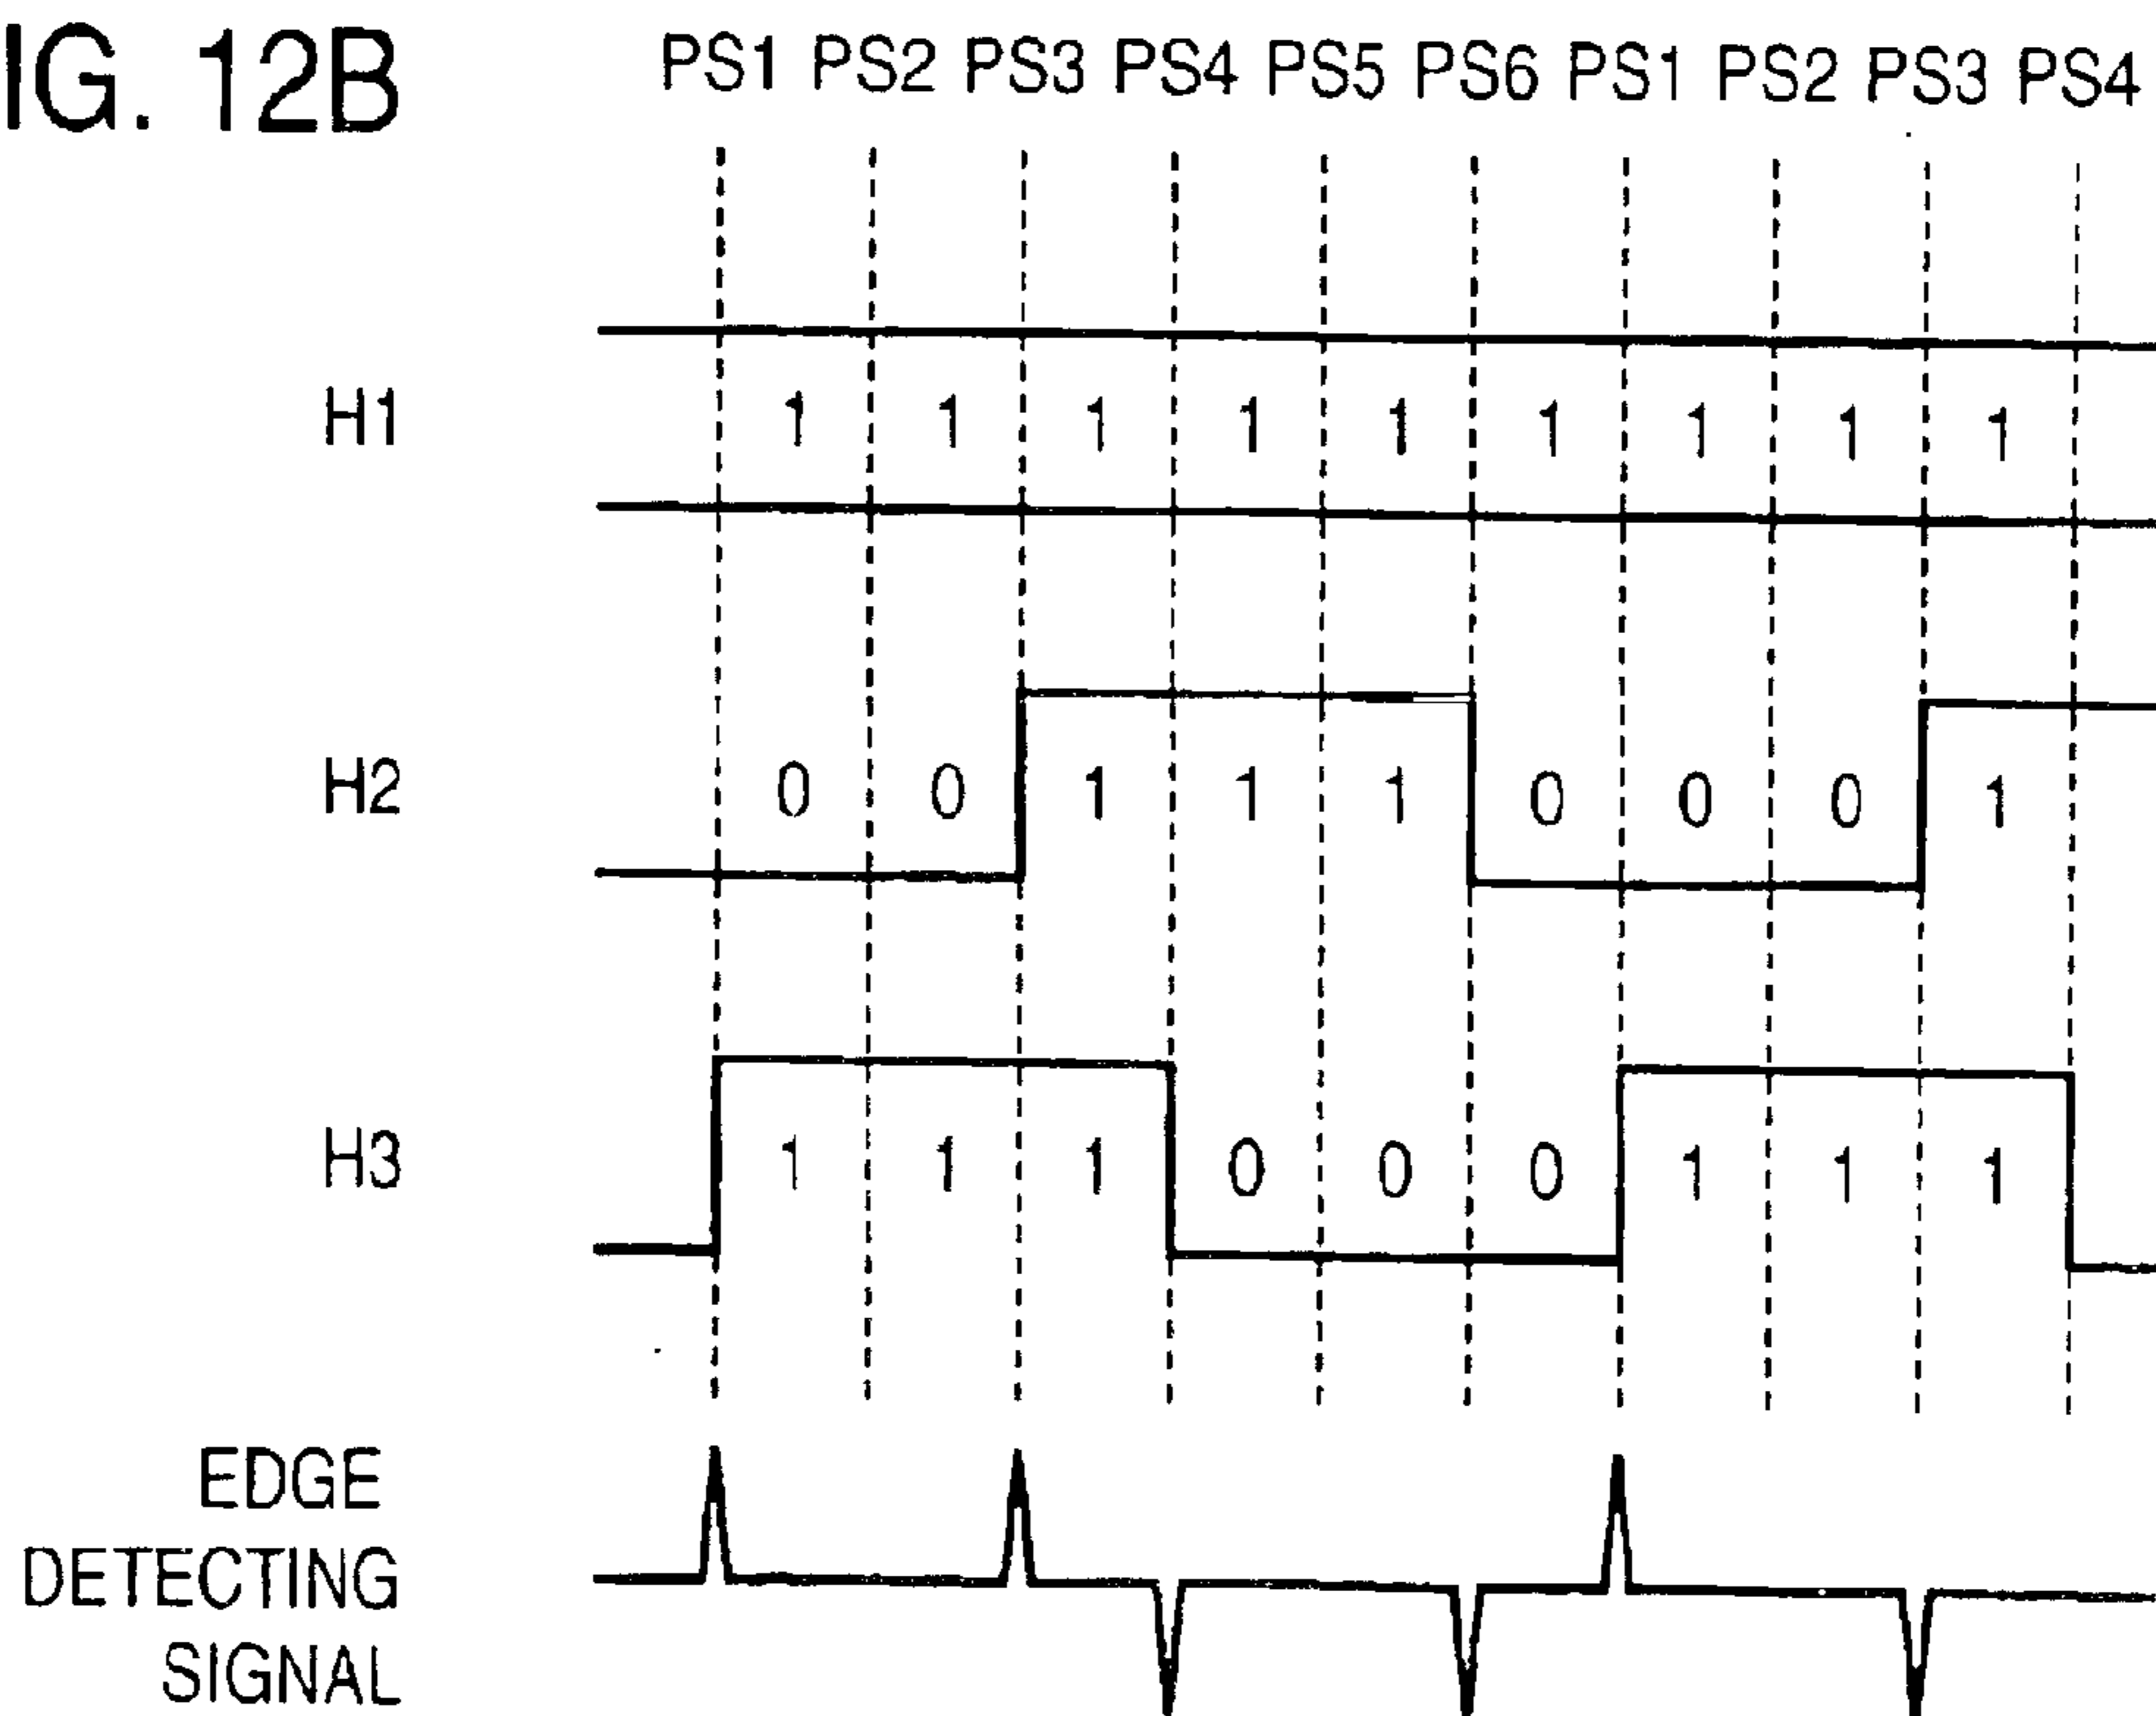 IG. 12B
PS1 PS2 PS3 PS4 PS5 PS6 PS1 PS2 PS3 PS4
H1 1 1 1 1 1 1 1 1 1
H2 0 0 1 1 1 0 0 0 1
H3 1 1 1 0 0 0 1 1 1
EDGE
DETECTING
SIGNAL